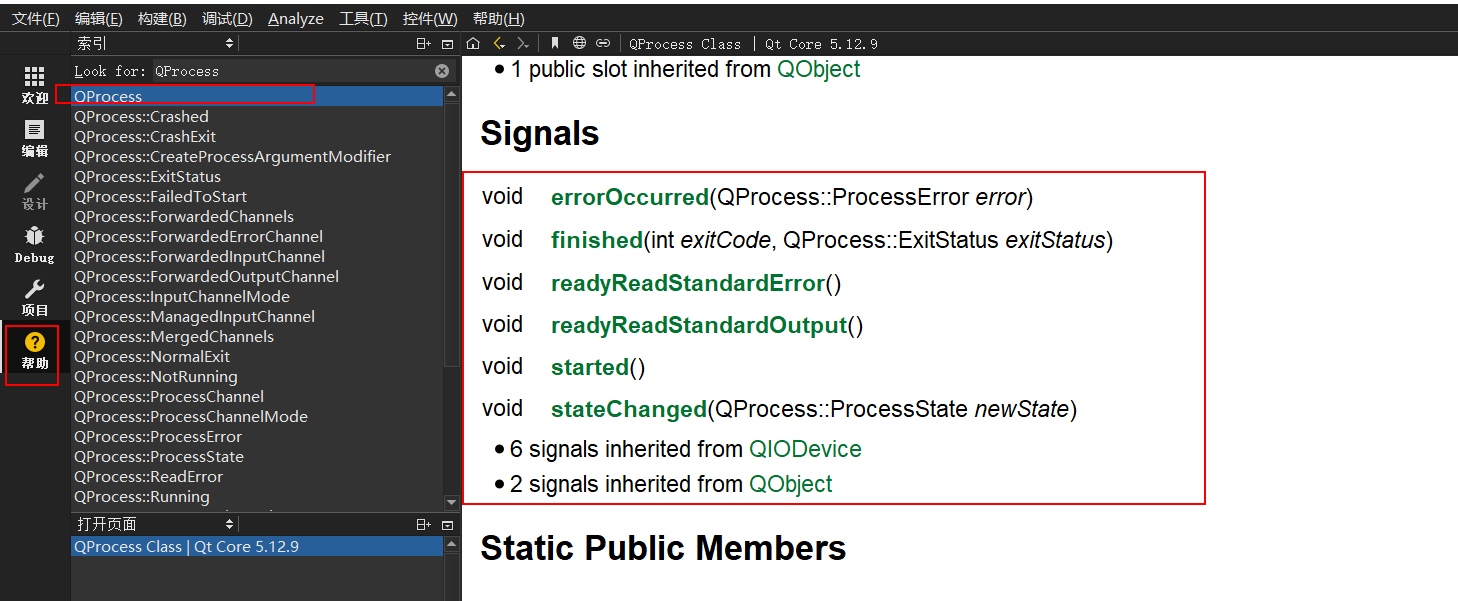 文件(F) 编辑(E) 构建(B) 调试(D) Analyze 工具(T) 控件(W) 帮助(H)
索引
QProcess Class | Qt Core 5.12.9
Look for: QProcess
欢迎
编辑
设计
Debug
项目
帮助
QProcess
QProcess::Crashed
QProcess::CrashExit
QProcess::CreateProcessArgumentModifier
QProcess::ExitStatus
QProcess::FailedToStart
QProcess::ForwardedChannels
QProcess::ForwardedErrorChannel
QProcess::ForwardedInputChannel
QProcess::ForwardedOutputChannel
QProcess::InputChannelMode
QProcess::ManagedInputChannel
QProcess::MergedChannels
QProcess::NormalExit
QProcess::NotRunning
QProcess::ProcessChannel
QProcess::ProcessChannelMode
QProcess::ProcessError
QProcess::ProcessState
QProcess::ReadError
QProcess::Running
打开页面
QProcess Class | Qt Core 5.12.9
• 1 public slot inherited from QObject
Signals
void errorOccurred(QProcess::ProcessError error)
void finished(int exitCode, QProcess::ExitStatus exitStatus)
void readyReadStandardError()
void readyReadStandardOutput()
void started()
void stateChanged(QProcess::ProcessState newState)
• 6 signals inherited from QIODevice
• 2 signals inherited from QObject
Static Public Members